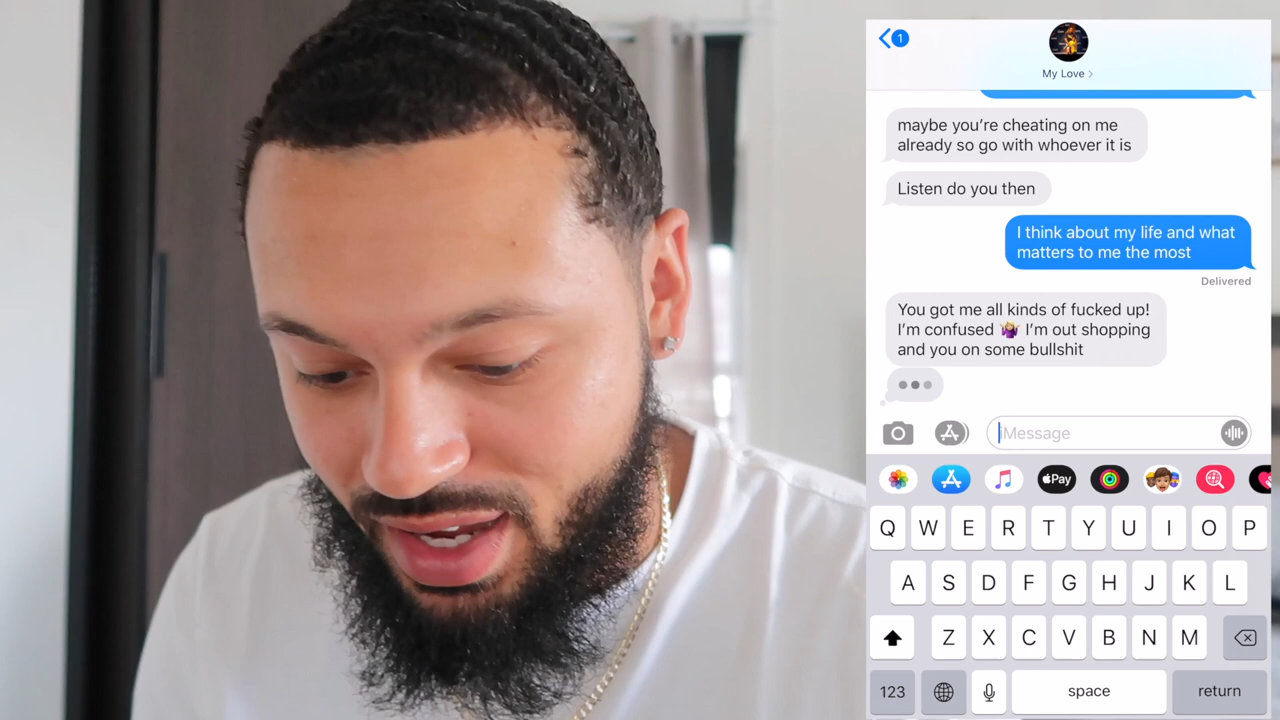 1
My Love >
maybe you're cheating on me
already so go with whoever it is
Listen do you then
I think about my life and what
matters to me the most
Delivered
You got me all kinds of fucked up!
I'm confused 🤷🏼‍♀️ I'm out shopping
and you on some bullshit
iMessage
Pay
Q W E R T Y U I O P
A S D F G H J K L
Z X C V B N M
123 space return